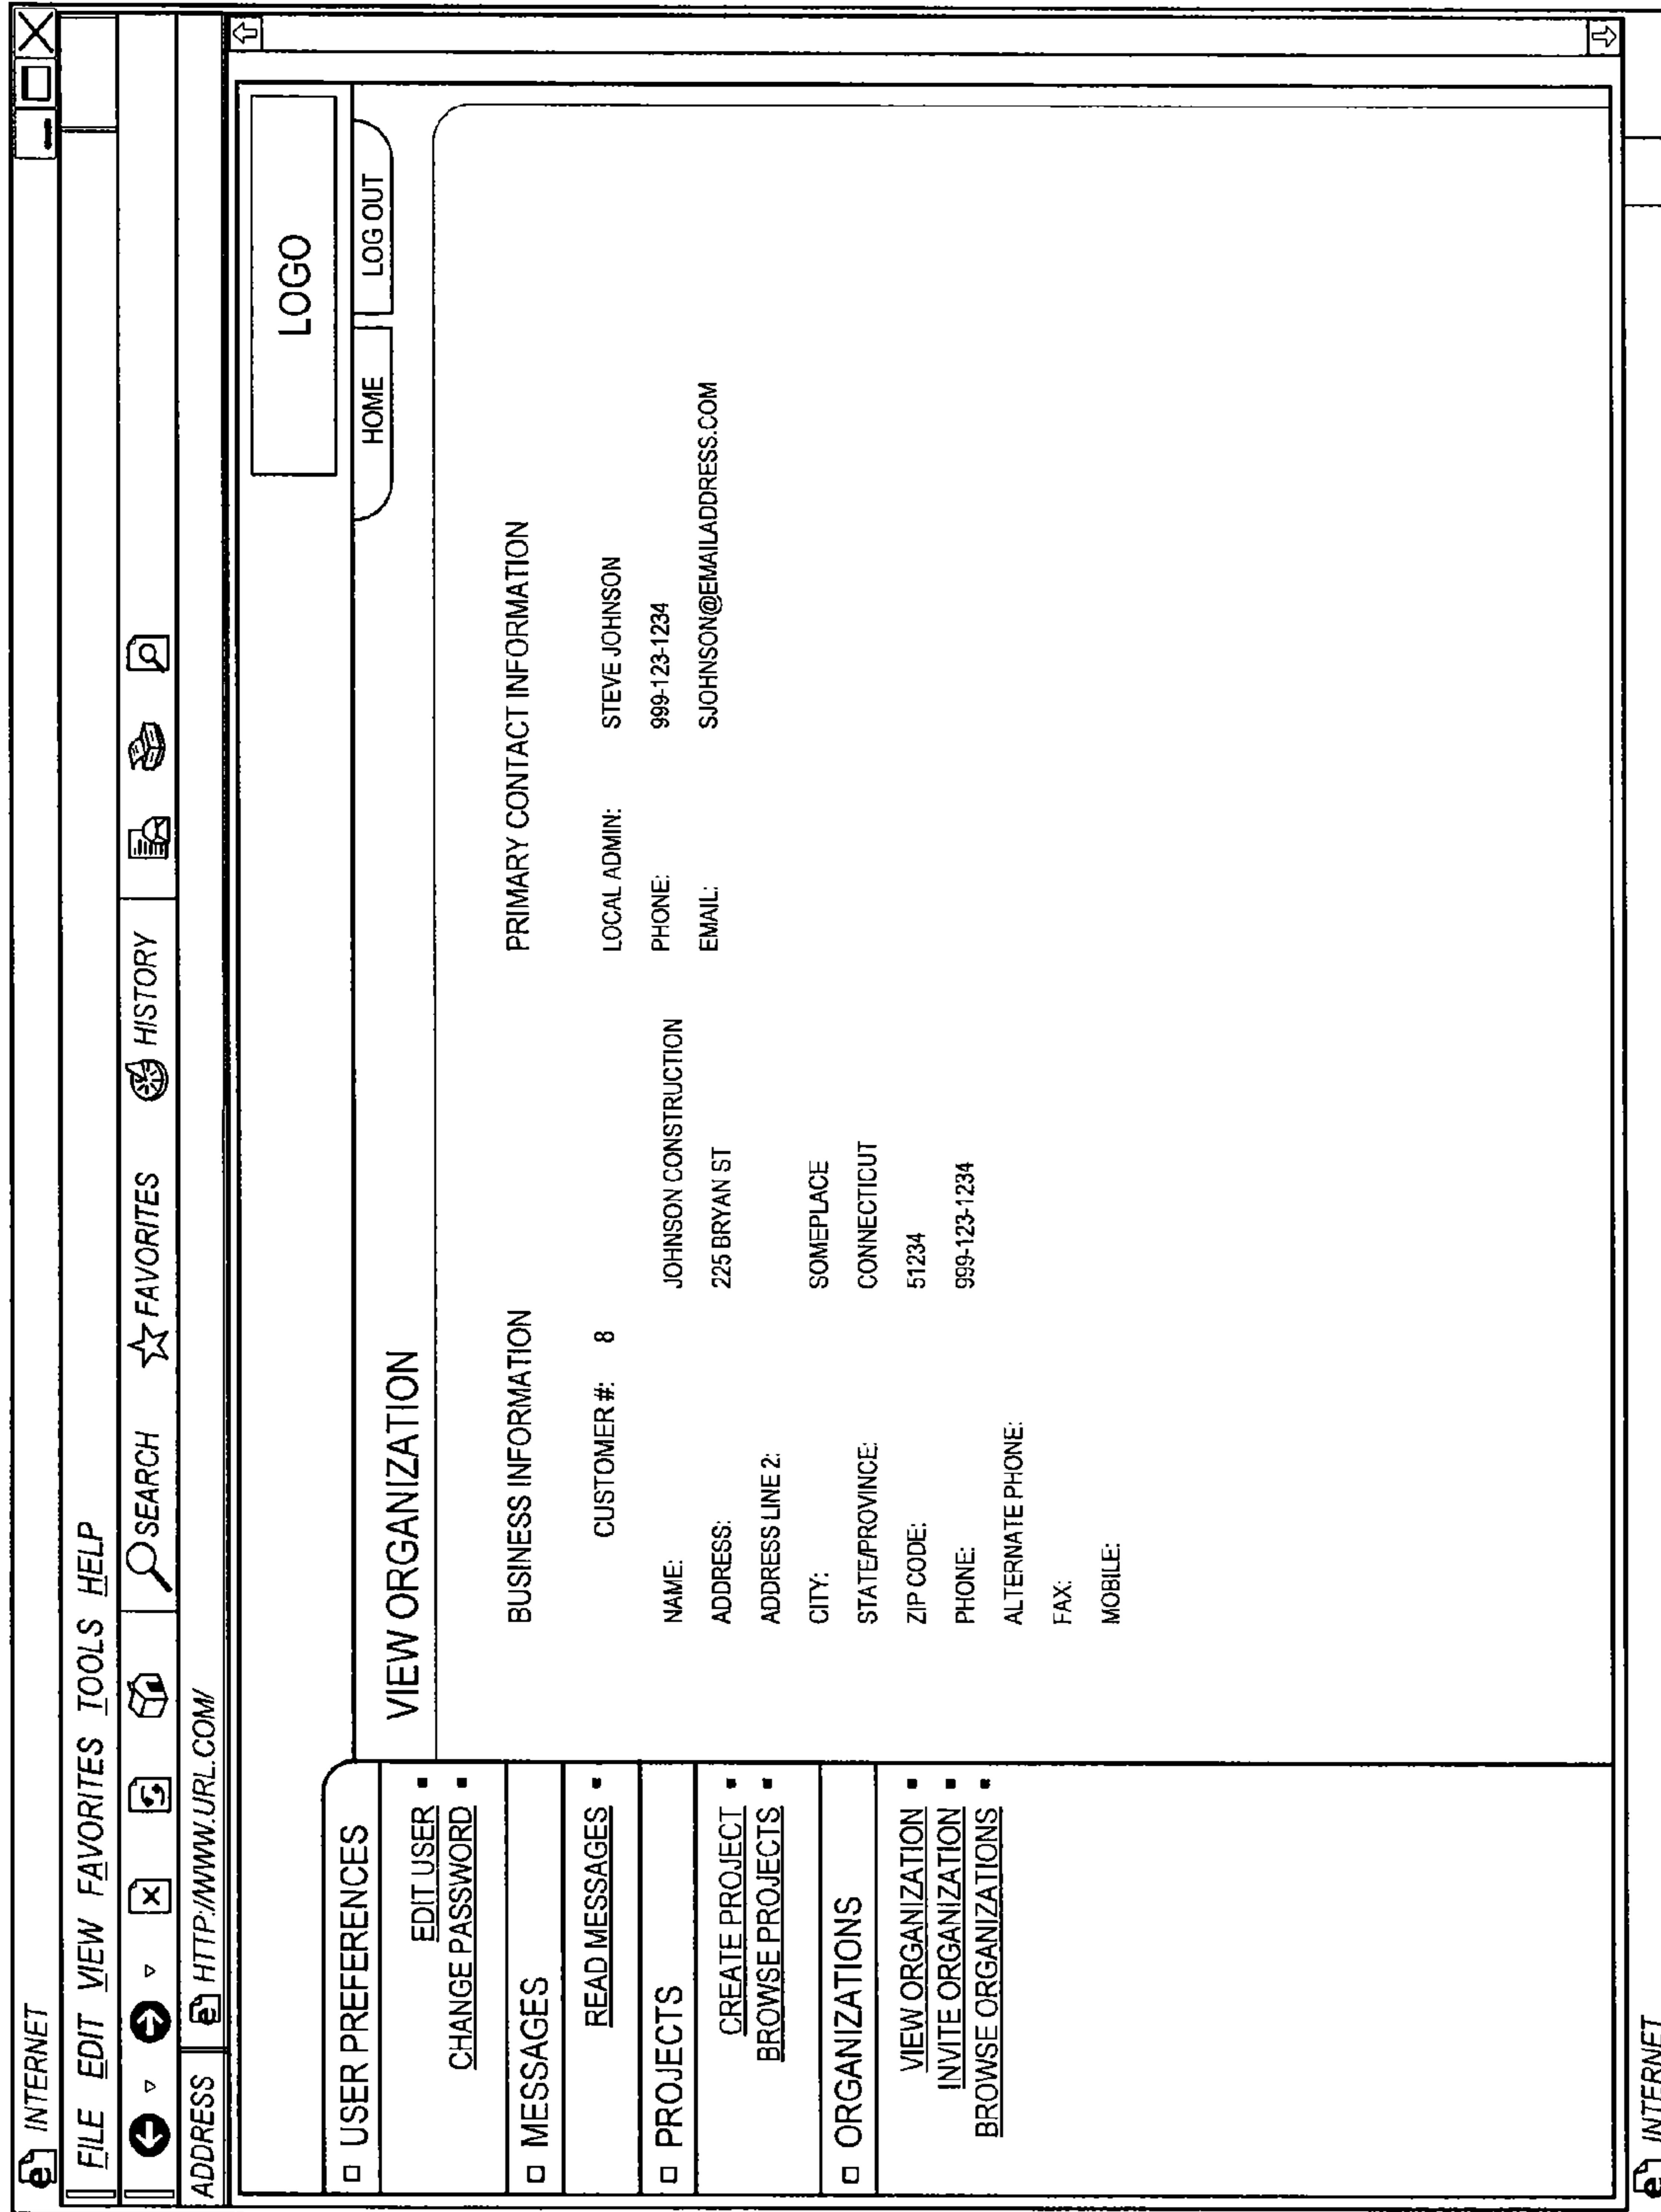 INTERNET
FILE EDIT VIEW FAVORITES TOOLS HELP
SEARCH FAVORITES HISTORY
ADDRESS HTTP://WWW.URL.COM/
LOGO
HOME LOG OUT
USER PREFERENCES
EDIT USER
CHANGE PASSWORD
MESSAGES
READ MESSAGES
PROJECTS
CREATE PROJECT
BROWSE PROJECTS
ORGANIZATIONS
VIEW ORGANIZATION
INVITE ORGANIZATION
BROWSE ORGANIZATIONS
VIEW ORGANIZATION
BUSINESS INFORMATION
CUSTOMER #: 8
NAME: JOHNSON CONSTRUCTION
ADDRESS: 225 BRYAN ST
ADDRESS LINE 2:
CITY: SOMEPLACE
STATE/PROVINCE: CONNECTICUT
ZIP CODE: 51234
PHONE: 999-123-1234
ALTERNATE PHONE:
FAX:
MOBILE:
PRIMARY CONTACT INFORMATION
LOCAL ADMIN: STEVE JOHNSON
PHONE: 999-123-1234
EMAIL: SJOHNSON@EMAILADDRESS.COM
INTERNET